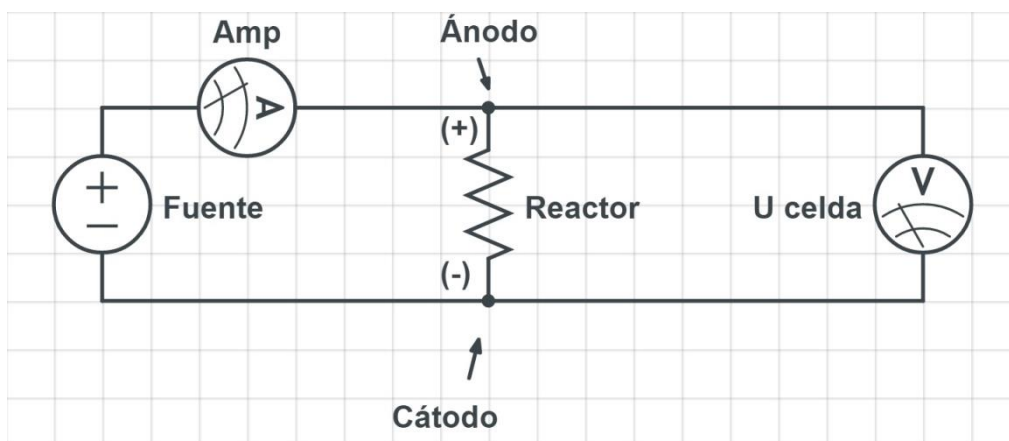 Amp
Ánodo
A
(+)
+
−
Fuente
Reactor
U celda
V
(-)
Cátodo